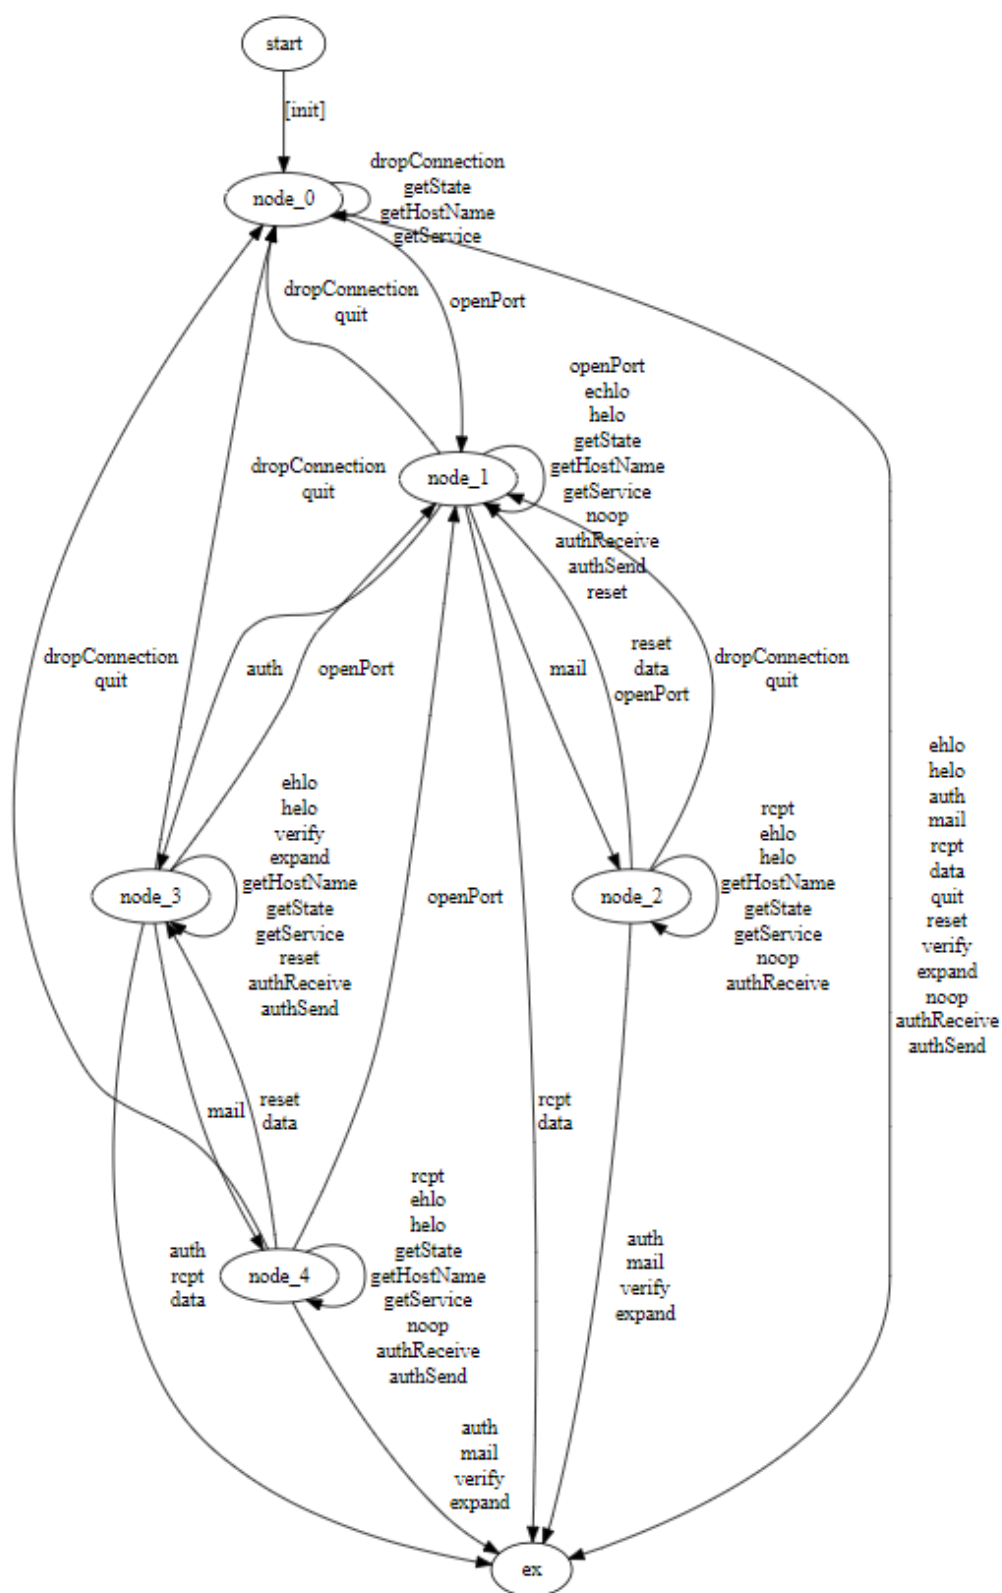 start
[init]
node_0
dropConnection
getState
getHostName
getService
dropConnection
quit
openPort
openPort
echlo
helo
getState
getHostName
getService
noop
authReceive
authSend
reset
node_1
dropConnection
quit
dropConnection
quit
auth
openPort
mail
reset
data
openPort
dropConnection
quit
ehlo
helo
auth
mail
rcpt
data
quit
reset
verify
expand
noop
authReceive
authSend
node_3
ehlo
helo
verify
expand
getHostName
getState
getService
reset
authReceive
authSend
openPort
node_2
rcpt
ehlo
helo
getHostName
getState
getService
noop
authReceive
mail
reset
data
rcpt
data
auth
rcpt
data
node_4
rcpt
ehlo
helo
getState
getHostName
getService
noop
authReceive
authSend
auth
mail
verify
expand
auth
mail
verify
expand
ex